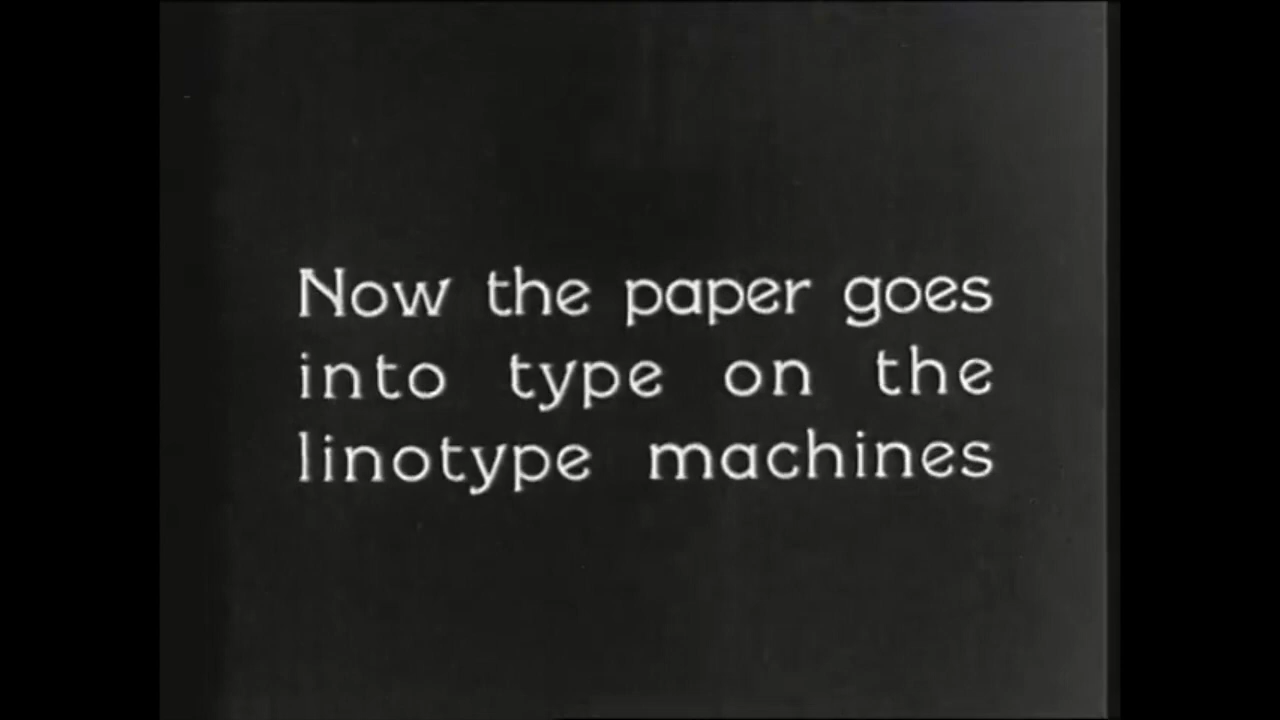 Now the paper goes
into type on the
linotype machines